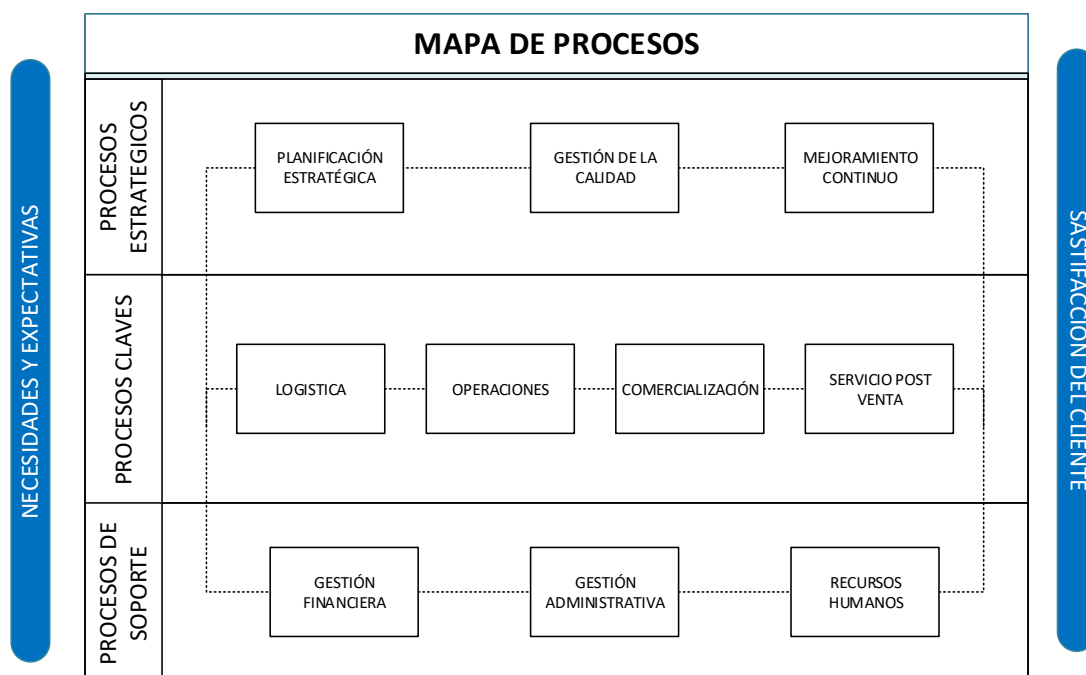 MAPA DE PROCESOS
NECESIDADES Y EXPECTATIVAS
PROCESOS
ESTRATEGICOS
PLANIFICACIÓN
ESTRATÉGICA
GESTIÓN DE LA
CALIDAD
MEJORAMIENTO
CONTINUO
PROCESOS CLAVES
LOGISTICA
OPERACIONES
COMERCIALIZACIÓN
SERVICIO POST
VENTA
PROCESOS DE
SOPORTE
GESTIÓN
FINANCIERA
GESTIÓN
ADMINISTRATIVA
RECURSOS
HUMANOS
SASTIFACCION DEL CLIENTE